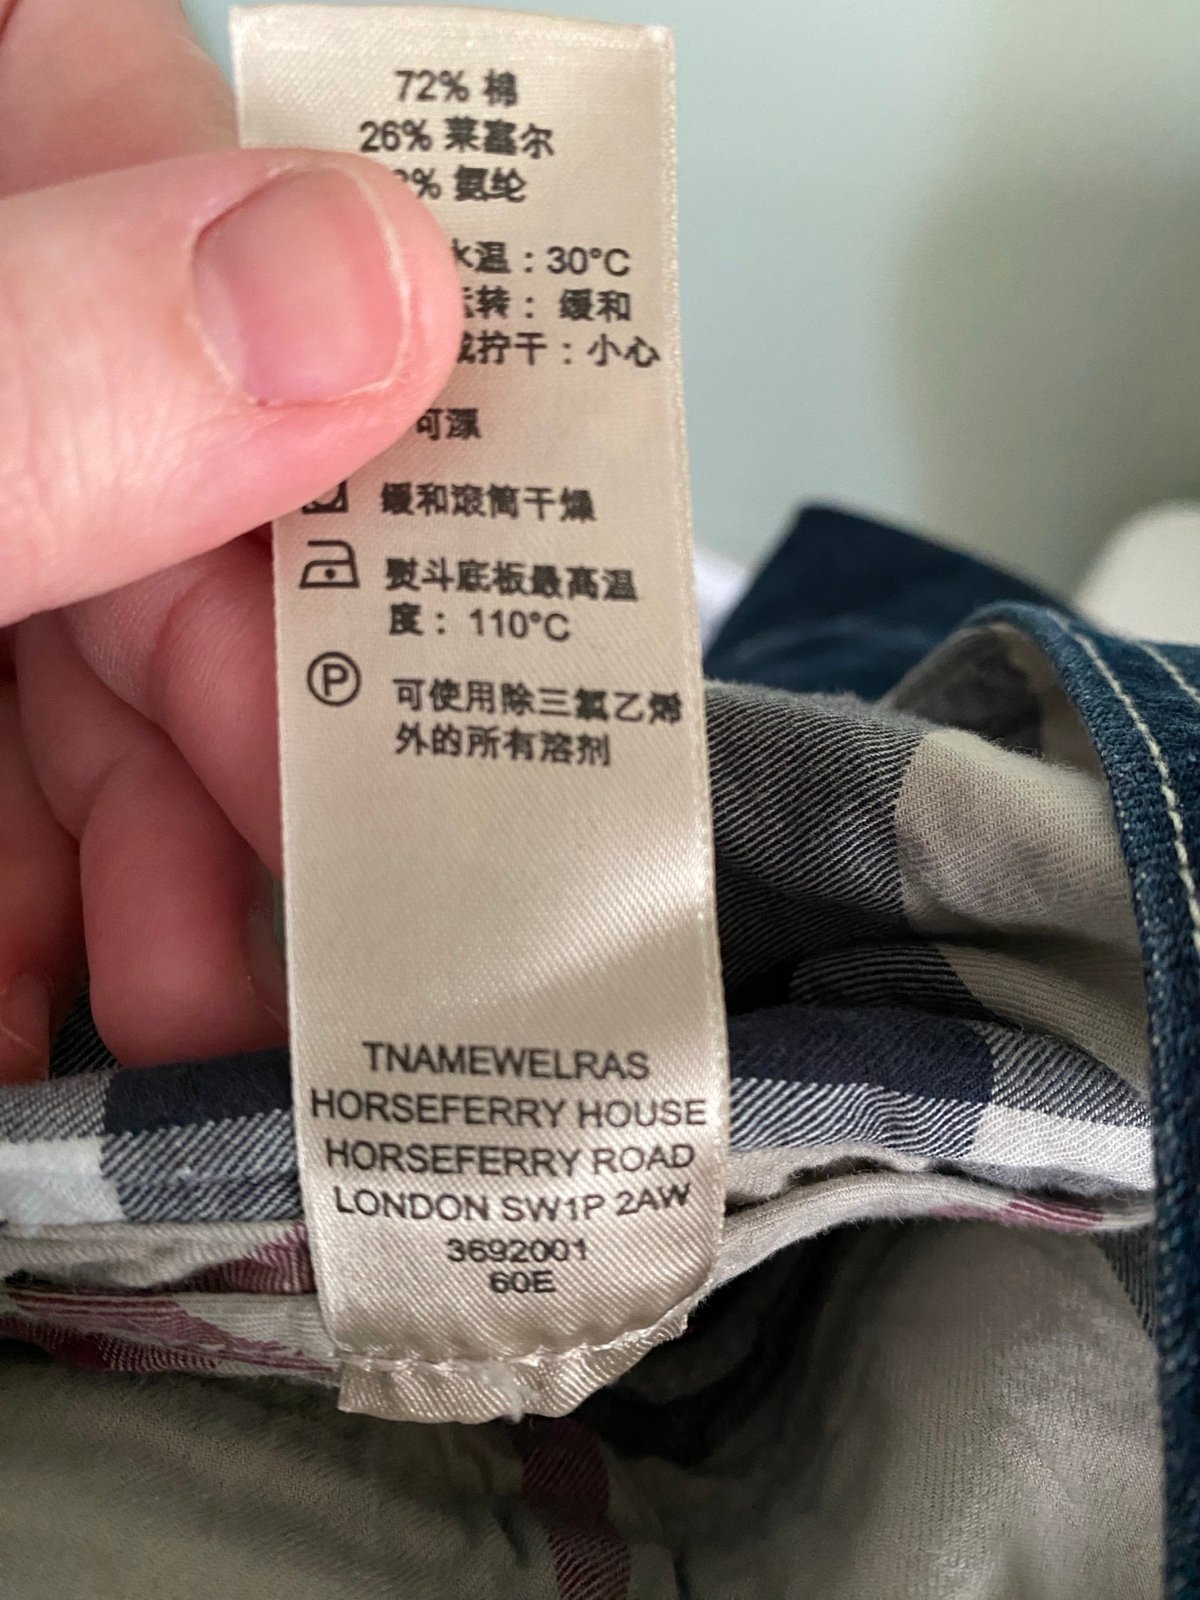 72% 棉
26% 莱赛尔
% 氨纶
水温：30°C
转： 缓和
或拧干：小心
可漂
缓和滚筒干燥
熨斗底板最高温
度： 110°C
P
可使用除三氯乙烯
外的所有溶剂
TNAMEWELRAS
HORSEFERRY HOUSE
HORSEFERRY ROAD
LONDON SW1P 2AW
3692001
60E